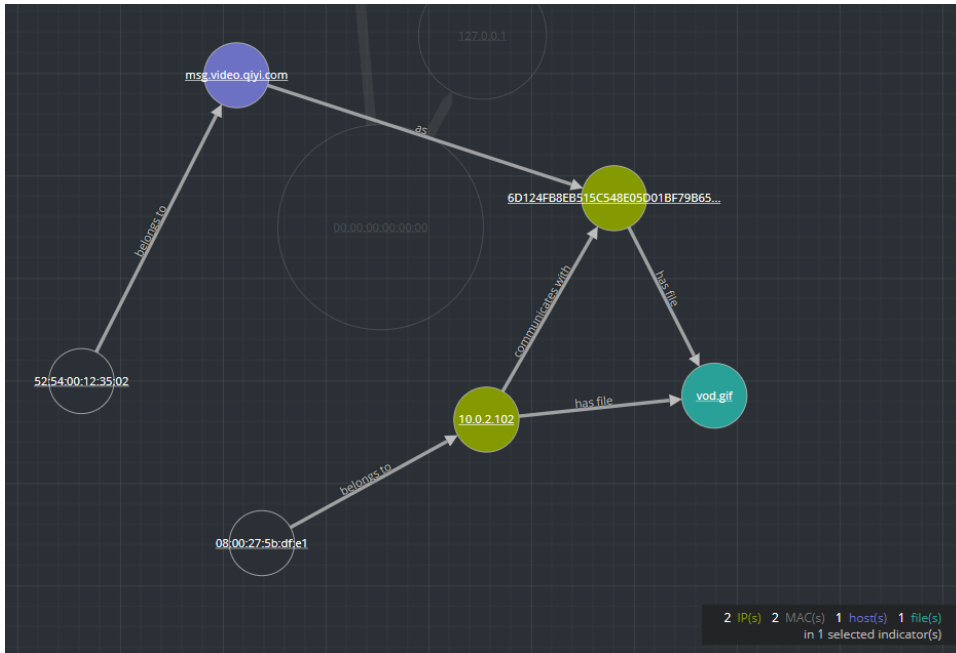 127.0.0.1
msg.video.qiyi.com
as
6D124FB8EB515C548E05D01BF79B65...
belongs to
00:00:00:00:00:00
communicates with
has file
52:54:00:12:35:02
vod.gif
has file
10.0.2.102
belongs to
08:00:27:5b:df:e1
2 IP(s) 2 MAC(s) 1 host(s) 1 file(s)
in 1 selected indicator(s)